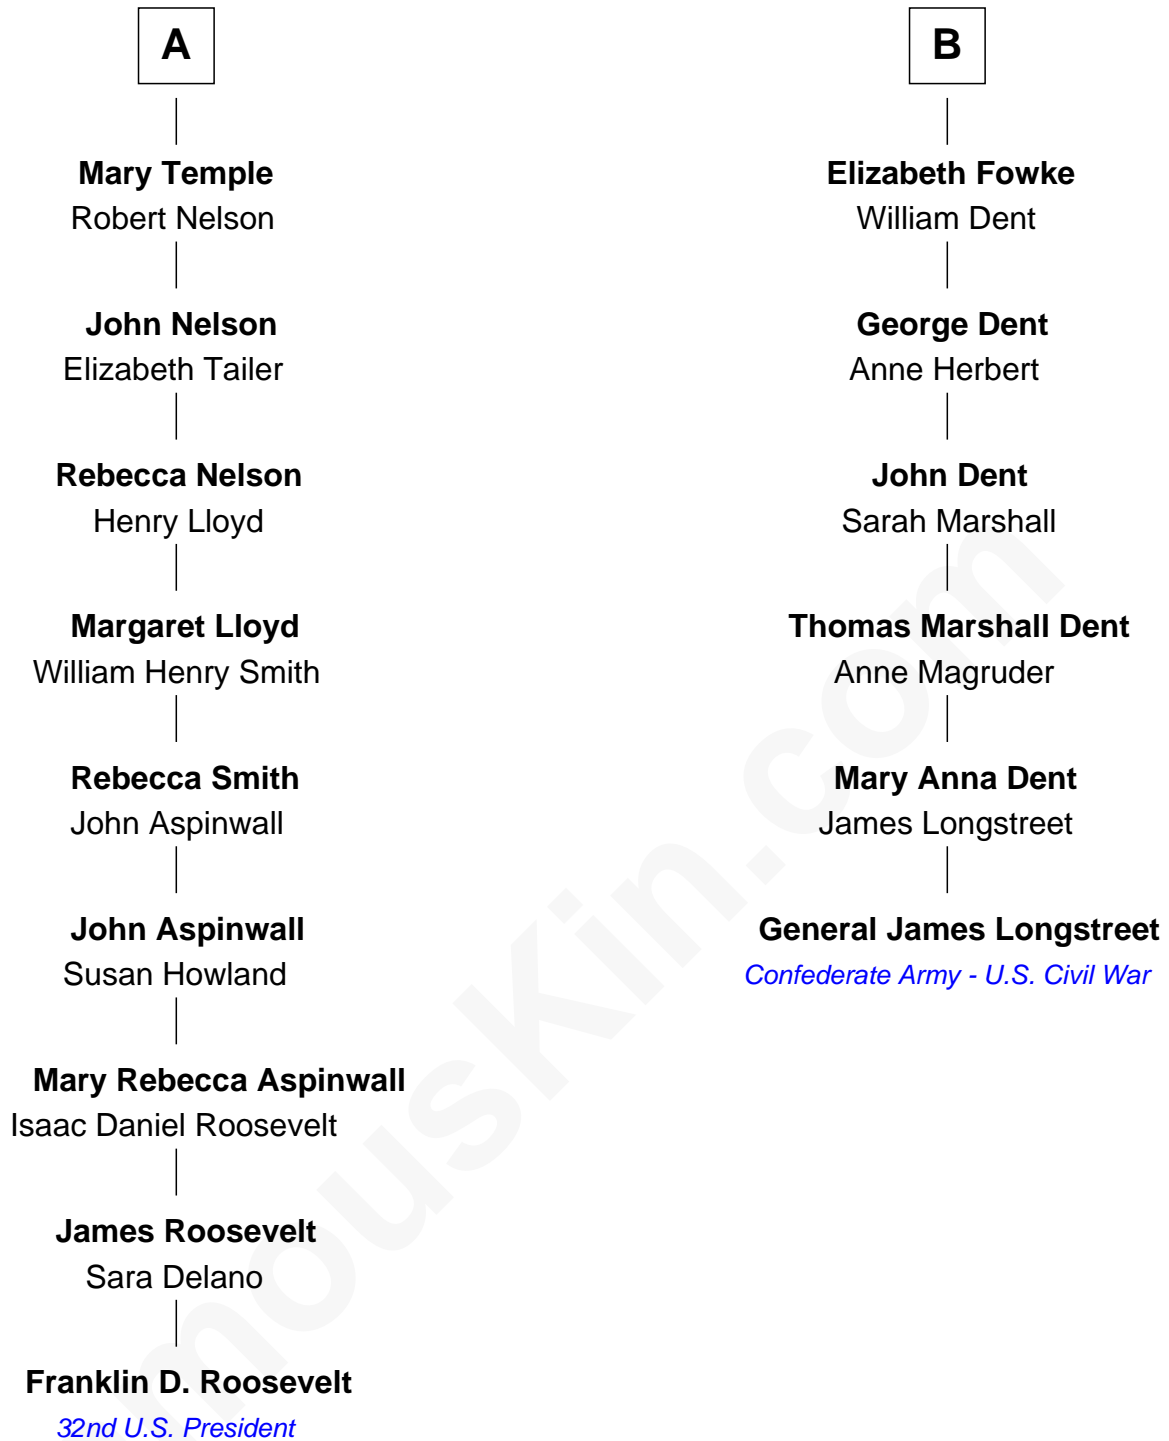 A
Mary Temple
Robert Nelson
John Nelson
Elizabeth Tailer
Rebecca Nelson
Henry Lloyd
Margaret Lloyd
William Henry Smith
Rebecca Smith
John Aspinwall
John Aspinwall
Susan Howland
Mary Rebecca Aspinwall
Isaac Daniel Roosevelt
James Roosevelt
Sara Delano
Franklin D. Roosevelt
32nd U.S. President
B
Elizabeth Fowke
William Dent
George Dent
Anne Herbert
John Dent
Sarah Marshall
Thomas Marshall Dent
Anne Magruder
Mary Anna Dent
James Longstreet
General James Longstreet
Confederate Army - U.S. Civil War
mousKin.com